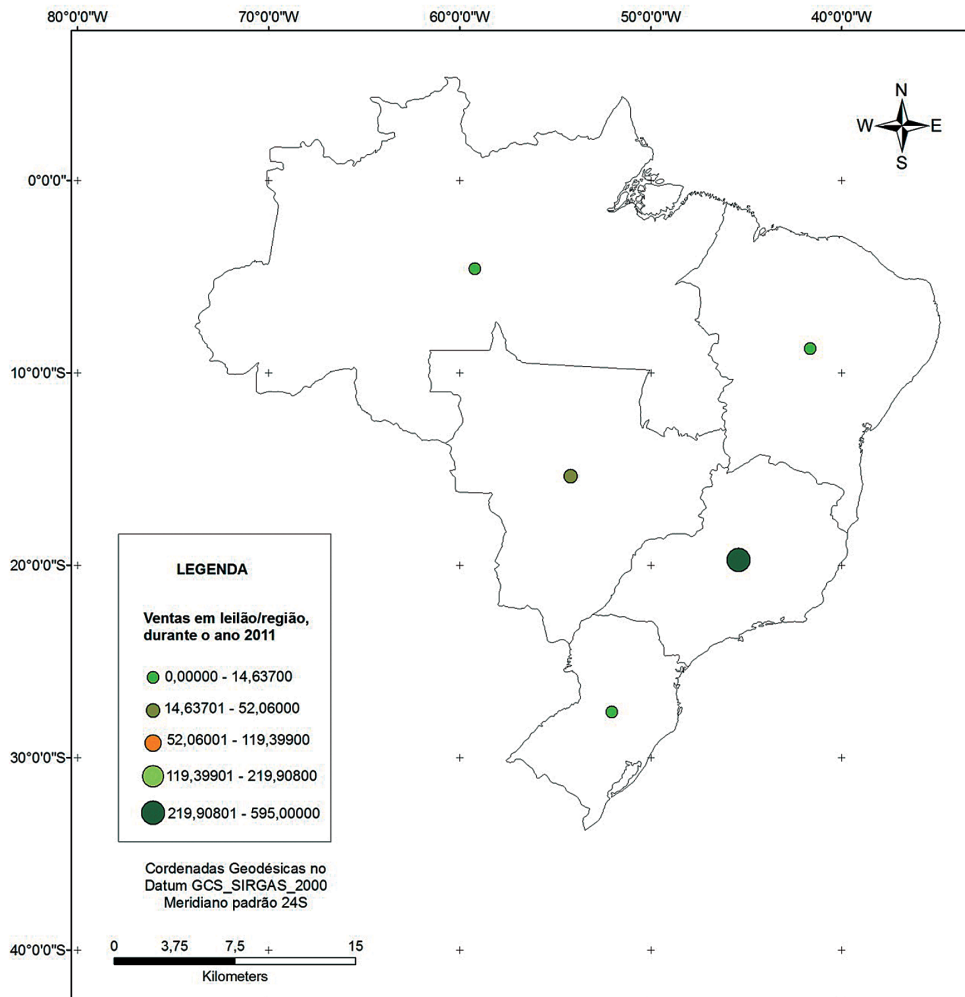 80°0'0"W 70°0'0"W 60°0'0"W 50°0'0"W 40°0'0"W
N
W E
S
0°0'0"
10°0'0"S
20°0'0"S
30°0'0"S
40°0'0"S
LEGENDA
Ventas em leilão/região,
durante o ano 2011
0,00000 - 14,63700
14,63701 - 52,06000
52,06001 - 119,39900
119,39901 - 219,90800
219,90801 - 595,00000
Cordenadas Geodésicas no
Datum GCS_SIRGAS_2000
Meridiano padrão 24S
0 3,75 7,5 15
Kilometers